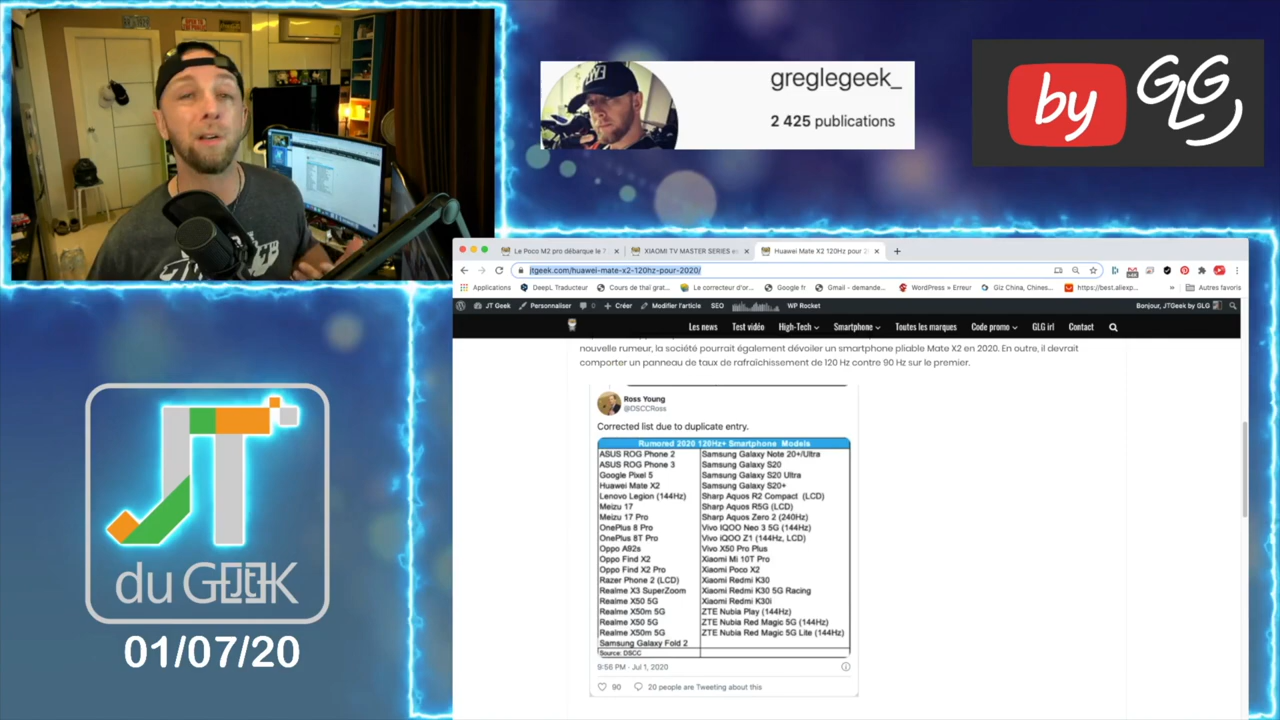 greglegeek_
2 425 publications
by GLG
Le Poco M2 pro débarque le 7
XIAOMI TV MASTER SERIES e
Huawei Mate X2 120Hz pour 2
jtgeek.com/huawei-mate-x2-120hz-pour-2020/
Applications
DeepL Traducteur
Cours de thaï grat...
Le correcteur d'or...
Google fr
Gmail - demande...
WordPress » Erreur
Giz China, Chines...
https://best.aliexp...
»
Autres favoris
JT Geek
Personnaliser
0
Créer
Modifier l'article
SEO
WP Rocket
Bonjour, JTGeek by GLG
Les news
Test vidéo
High-Tech
Smartphone
Toutes les marques
Code promo
GLG irl
Contact
nouvelle rumeur, la société pourrait également dévoiler un smartphone pliable Mate X2 en 2020. En outre, il devrait
comporter un panneau de taux de rafraîchissement de 120 Hz contre 90 Hz sur le premier.
Ross Young
@DSCCRoss
Corrected list due to duplicate entry.
Rumored 2020 120Hz+ Smartphone Models
ASUS ROG Phone 2 Samsung Galaxy Note 20+/Ultra
ASUS ROG Phone 3 Samsung Galaxy S20
Google Pixel 5 Samsung Galaxy S20 Ultra
Huawei Mate X2 Samsung Galaxy S20+
Lenovo Legion (144Hz) Sharp Aquos R2 Compact (LCD)
Meizu 17 Sharp Aquos R5G (LCD)
Meizu 17 Pro Sharp Aquos Zero 2 (240Hz)
OnePlus 8 Pro Vivo IQOO Neo 3 5G (144Hz)
OnePlus 8T Pro Vivo iQOO Z1 (144Hz, LCD)
Oppo A92s Vivo X50 Pro Plus
Oppo Find X2 Xiaomi Mi 10T Pro
Oppo Find X2 Pro Xiaomi Poco X2
Razer Phone 2 (LCD) Xiaomi Redmi K30
Realme X3 SuperZoom Xiaomi Redmi K30 5G Racing
Realme X50 5G Xiaomi Redmi K30i
Realme X50m 5G ZTE Nubia Play (144Hz)
Realme X50 5G ZTE Nubia Red Magic 5G (144Hz)
Realme X50m 5G ZTE Nubia Red Magic 5G Lite (144Hz)
Samsung Galaxy Fold 2
Source: DSCC
9:56 PM · Jul 1, 2020
90
20 people are Tweeting about this
JT
du GEEK
01/07/20